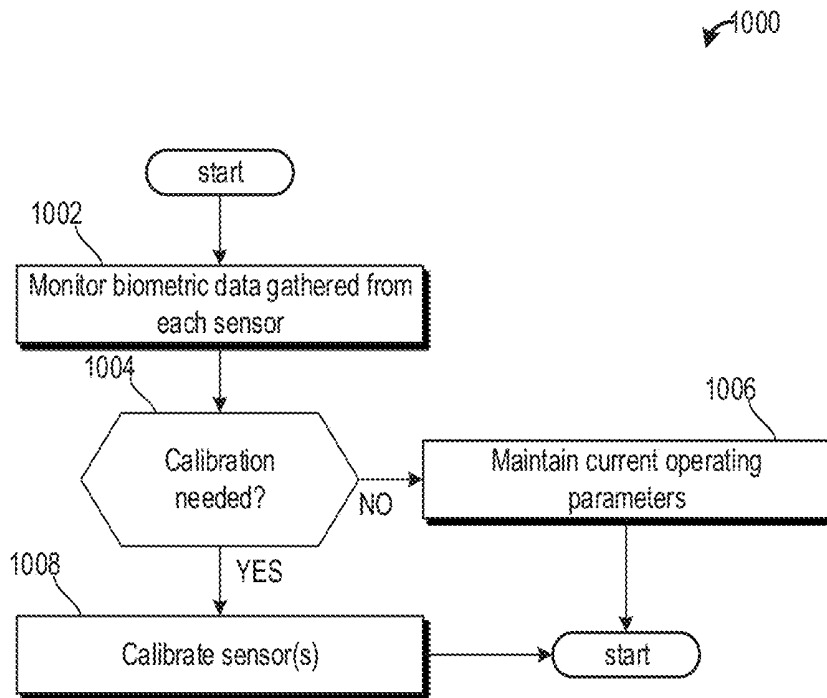 1000
start
1002
Monitor biometric data gathered from
each sensor
1004
Calibration
needed?
NO
1006
Maintain current operating
parameters
YES
1008
Calibrate sensor(s)
start